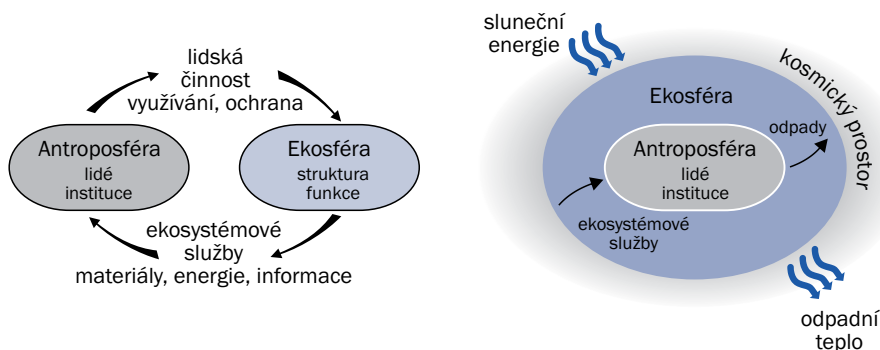 lidská
činnost
využívání, ochrana
Antroposféra
lidé
instituce
Ekosféra
struktura
funkce
ekosystémové
služby
materiály, energie, informace
sluneční
energie
kosmický prostor
Ekosféra
odpady
Antroposféra
lidé
instituce
ekosystémové
služby
odpadní
teplo